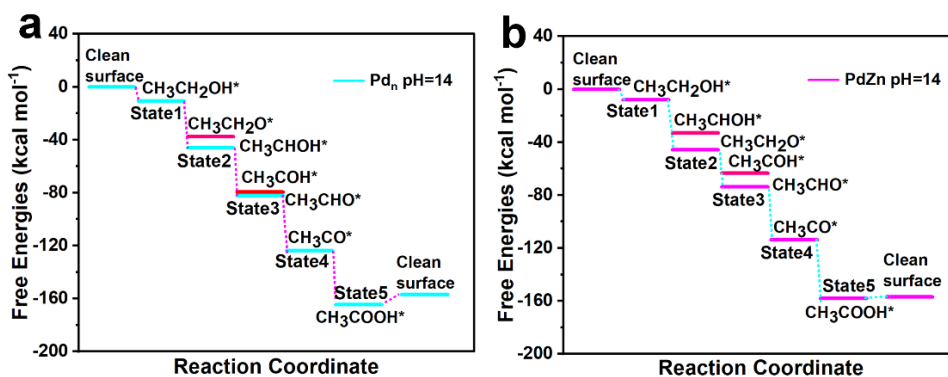 a
Free Energies (kcal mol⁻¹)
40
0
-40
-80
-120
-160
-200
Clean
surface
CH₃CH₂OH*
State1
Pdₙ pH=14
CH₃CH₂O*
CH₃CHOH*
State2
CH₃COH*
CH₃CHO*
State3
CH₃CO*
State4
Clean
surface
State5
CH₃COOH*
Reaction Coordinate
b
Free Energies (kcal mol⁻¹)
40
0
-40
-80
-120
-160
-200
Clean
surface
CH₃CH₂OH*
State1
PdZn pH=14
CH₃CHOH*
CH₃CH₂O*
State2
CH₃COH*
CH₃CHO*
State3
CH₃CO*
State4
Clean
surface
State5
CH₃COOH*
Reaction Coordinate